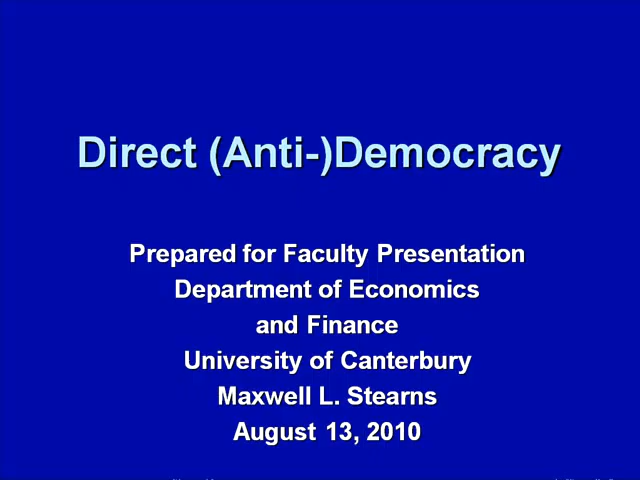 Direct (Anti-)Democracy
Prepared for Faculty Presentation
Department of Economics
and Finance
University of Canterbury
Maxwell L. Stearns
August 13, 2010